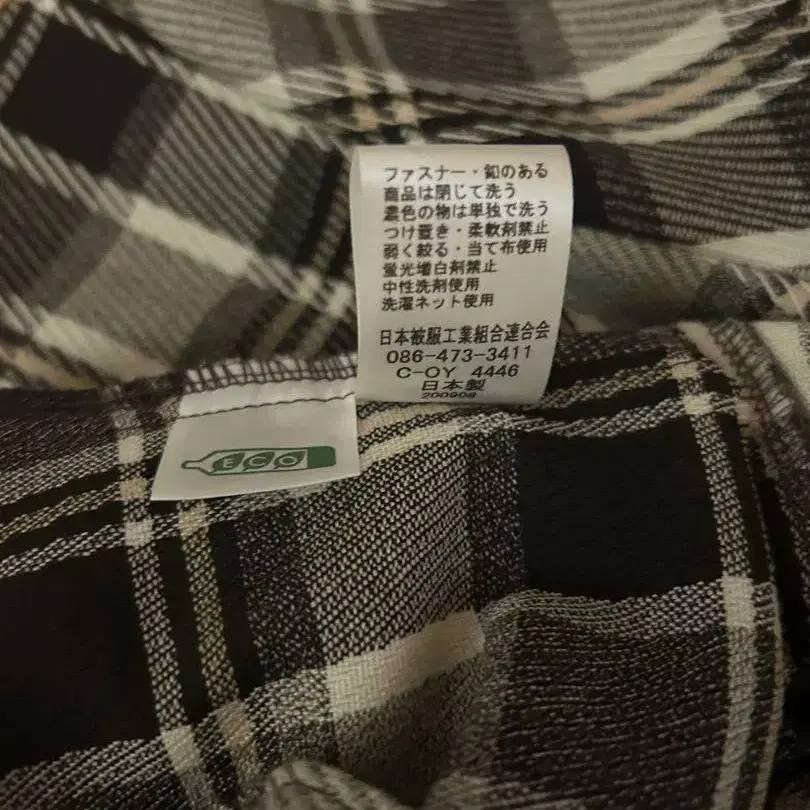 ファスナー・釦のある
商品は閉じて洗う
濃色の物は単独で洗う
つけ置き・柔軟剤禁止
弱く絞る・当て布使用
蛍光増白剤禁止
中性洗剤使用
洗濯ネット使用
日本被服工業組合連合会
086-473-3411
C-OY 4446
日本製
200908
ECO